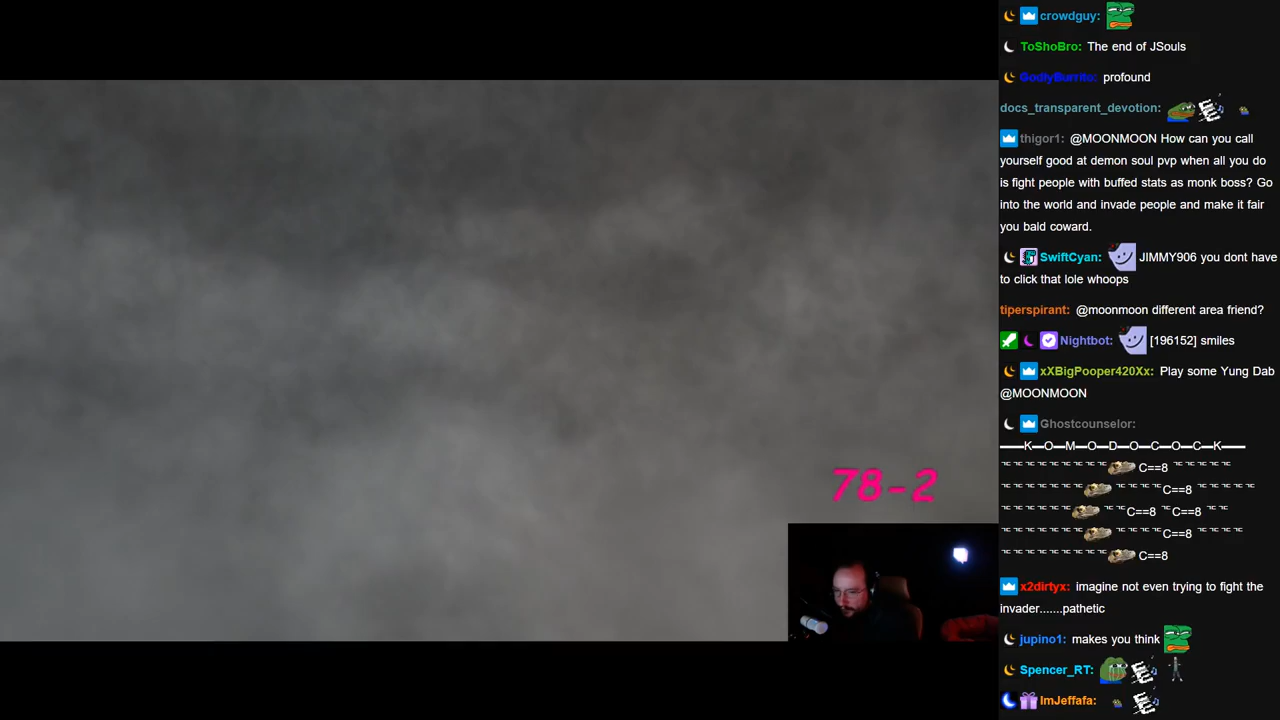 78-2
crowdguy:
ToShoBro: The end of JSouls
GodlyBurrito: profound
docs_transparent_devotion:
thigor1: @MOONMOON How can you call
yourself good at demon soul pvp when all you do
is fight people with buffed stats as monk boss? Go
into the world and invade people and make it fair
you bald coward.
SwiftCyan: JIMMY906 you dont have
to click that lole whoops
tiperspirant: @moonmoon different area friend?
Nightbot: [196152] smiles
xXBigPooper420Xx: Play some Yung Dab
@MOONMOON
Ghostcounselor:
━━K━O━M━O━D━O━C━O━C━K━━
C==8
C==8
C==8 C==8
C==8
C==8
x2dirtyx: imagine not even trying to fight the
invader.......pathetic
jupino1: makes you think
Spencer_RT:
ImJeffafa: